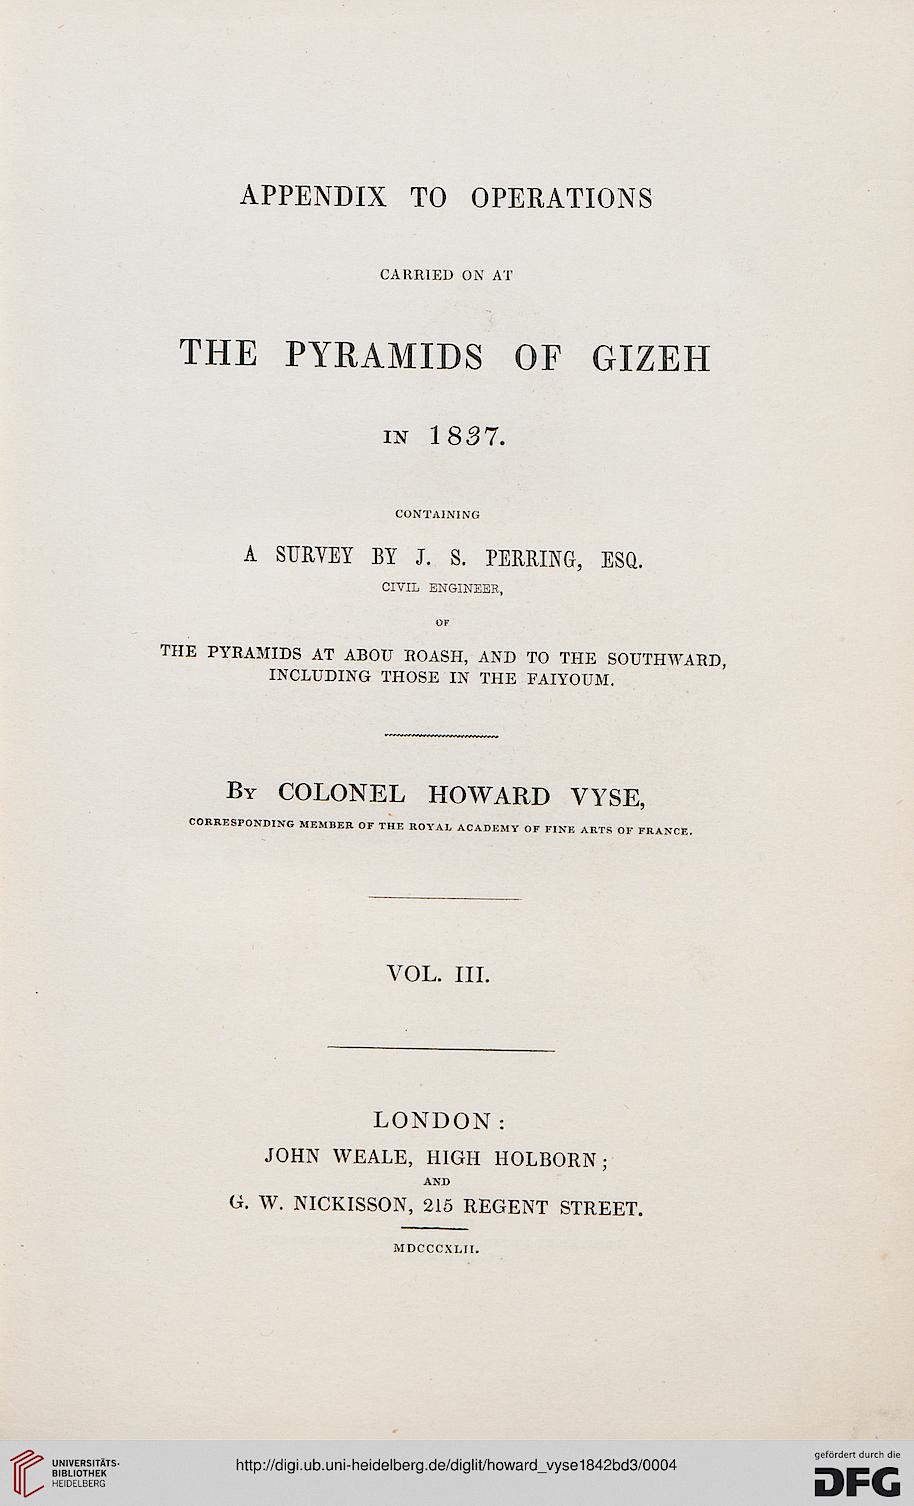 APPENDIX TO OPERATIONS
CARRIED ON AT
THE PYRAMIDS OF GIZEH
IN 1837.
CONTAINING
A SURVEY BY J. S. PERRING, ESQ.
CIVIL ENGINEER,
OF
THE PYRAMIDS AT ABOU ROASH, AND TO THE SOUTHWARD,
INCLUDING THOSE IN THE FAIYOUM.
By COLONEL HOWARD VYSE,
CORRESPONDING MEMBER OF THE ROYAL ACADEMY OF FINE ARTS OF FRANCE.
VOL. III.
LONDON:
JOHN WEALE, HIGH HOLBORN;
AND
G. W. NICKISSON, 215 REGENT STREET.
MDCCCXLII.
UNIVERSITÄTS-
BIBLIOTHEK
HEIDELBERG
http://digi.ub.uni-heidelberg.de/diglit/howard_vyse1842bd3/0004
gefördert durch die
DFG